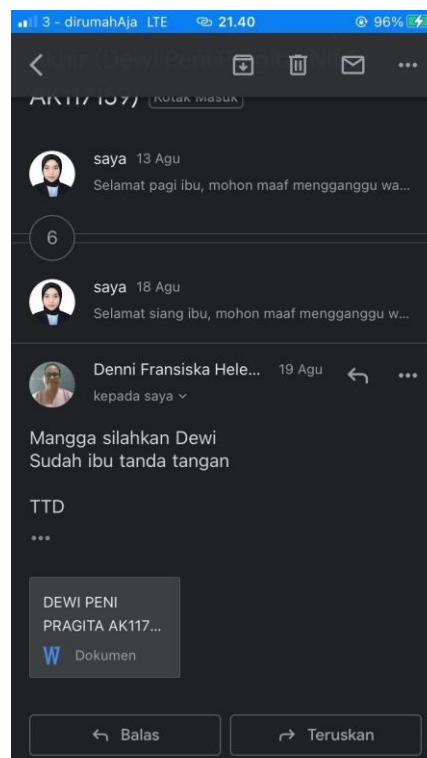 3 - dirumahAja LTE 21.40 96%
AK117139) Kotak Masuk
saya 13 Agu
Selamat pagi ibu, mohon maaf mengganggu wa...
6
saya 18 Agu
Selamat siang ibu, mohon maaf mengganggu w...
Denni Fransiska Hele... 19 Agu
kepada saya
Mangga silahkan Dewi
Sudah ibu tanda tangan
TTD
DEWI PENI
PRAGITA AK117...
W Dokumen
Balas
Teruskan